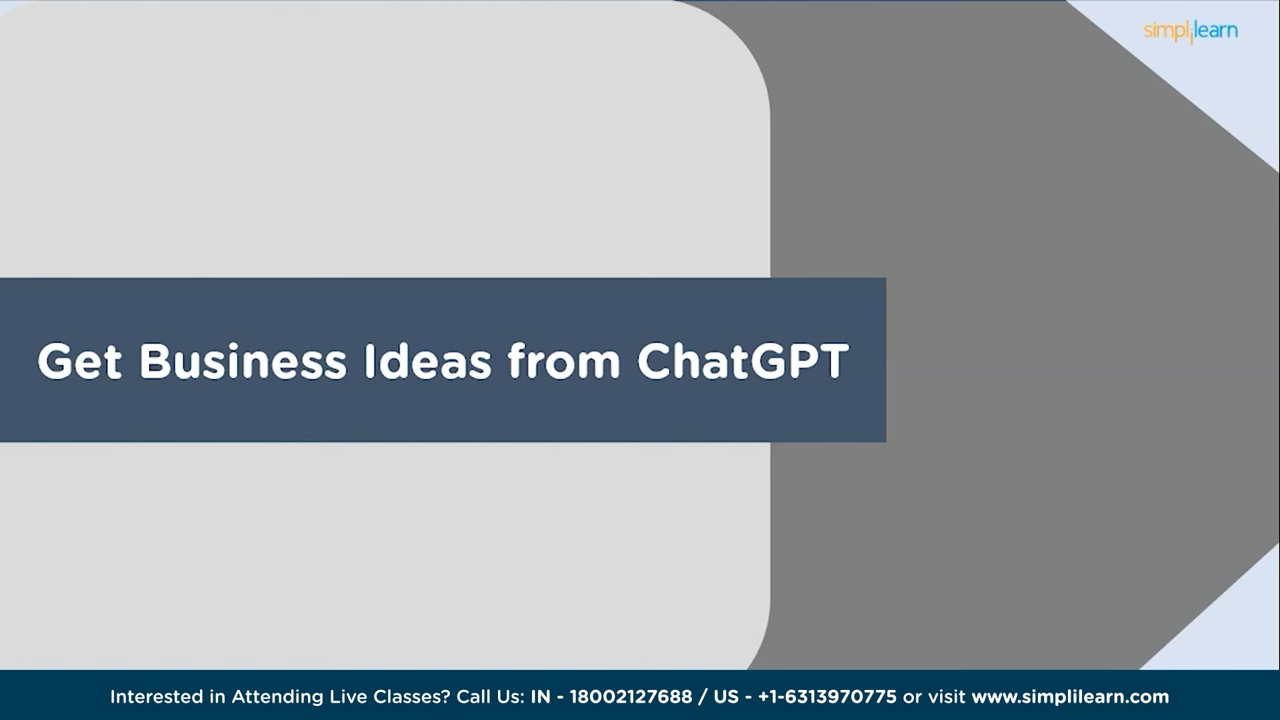 simplilearn
Get Business Ideas from ChatGPT
Interested in Attending Live Classes? Call Us: IN - 18002127688 / US - +1-6313970775 or visit www.simplilearn.com